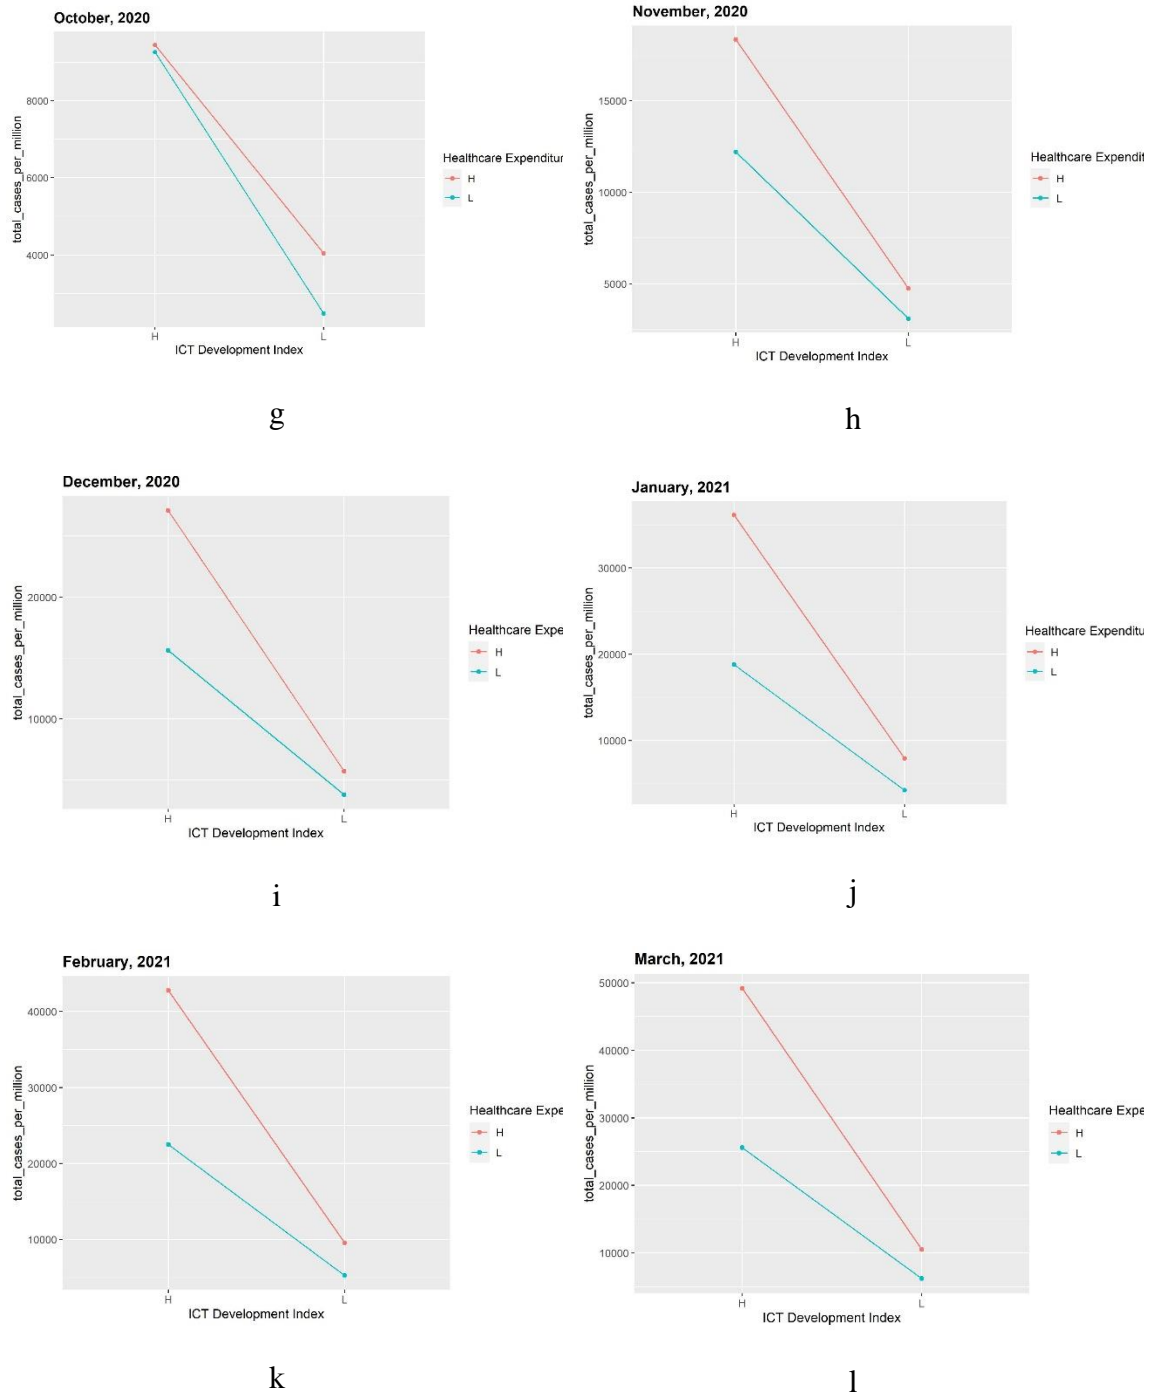 October, 2020
total_cases_per_million
8000
6000
4000
H
L
ICT Development Index
Healthcare Expenditur
H
L
g
November, 2020
total_cases_per_million
15000
10000
5000
H
L
ICT Development Index
Healthcare Expendit
H
L
h
December, 2020
total_cases_per_million
20000
10000
H
L
ICT Development Index
Healthcare Expe
H
L
i
January, 2021
total_cases_per_million
30000
20000
10000
H
L
ICT Development Index
Healthcare Expenditu
H
L
j
February, 2021
total_cases_per_million
40000
30000
20000
10000
H
L
ICT Development Index
Healthcare Expe
H
L
k
March, 2021
total_cases_per_million
50000
40000
30000
20000
10000
H
L
ICT Development Index
Healthcare Expe
H
L
l